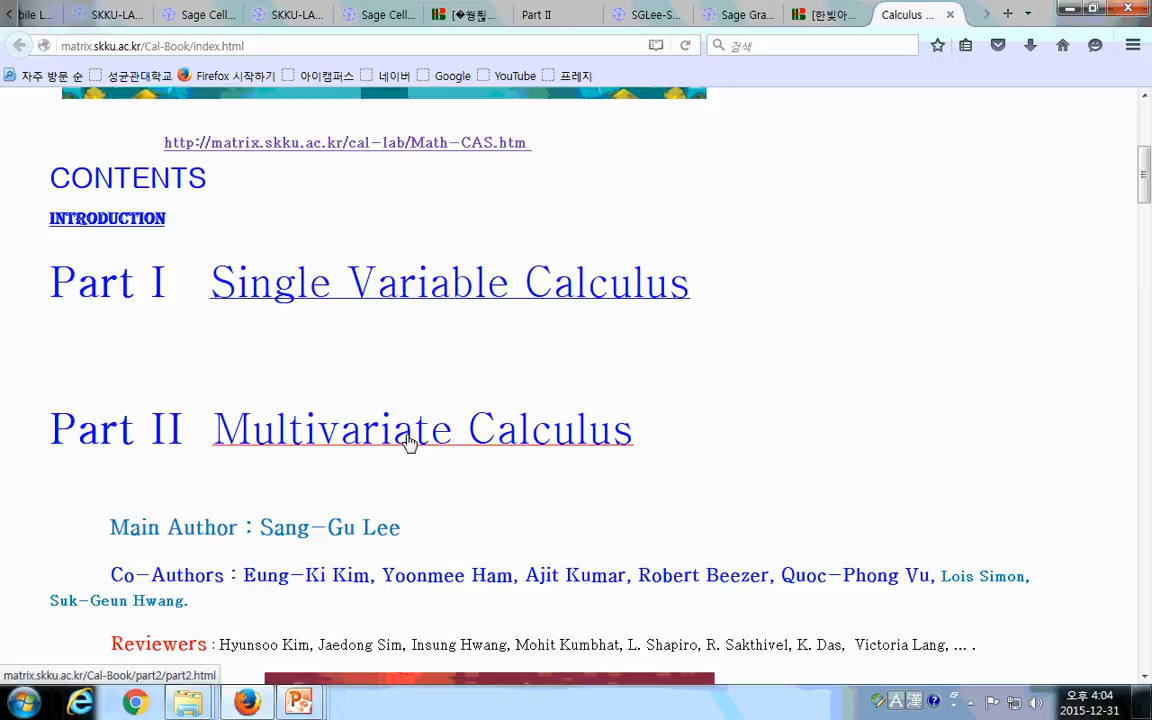 bile L...
SKKU-LA...
Sage Cell...
SKKU-LA...
Sage Cell...
Part II
SGLee-S...
Sage Gra...
[한빛아...
Calculus ...
matrix.skku.ac.kr/Cal-Book/index.html
검색
자주 방문 순
성균관대학교
Firefox 시작하기
아이캠퍼스
네이버
Google
YouTube
프레지
http://matrix.skku.ac.kr/cal-lab/Math-CAS.htm
CONTENTS
INTRODUCTION
Part I Single Variable Calculus
Part II Multivariate Calculus
Main Author : Sang-Gu Lee
Co-Authors : Eung-Ki Kim, Yoonmee Ham, Ajit Kumar, Robert Beezer, Quoc-Phong Vu, Lois Simon,
Suk-Geun Hwang.
Reviewers : Hyunsoo Kim, Jaedong Sim, Insung Hwang, Mohit Kumbhat, L. Shapiro, R. Sakthivel, K. Das, Victoria Lang, ... .
matrix.skku.ac.kr/Cal-Book/part2/part2.html
A 漢
오후 4:04
2015-12-31